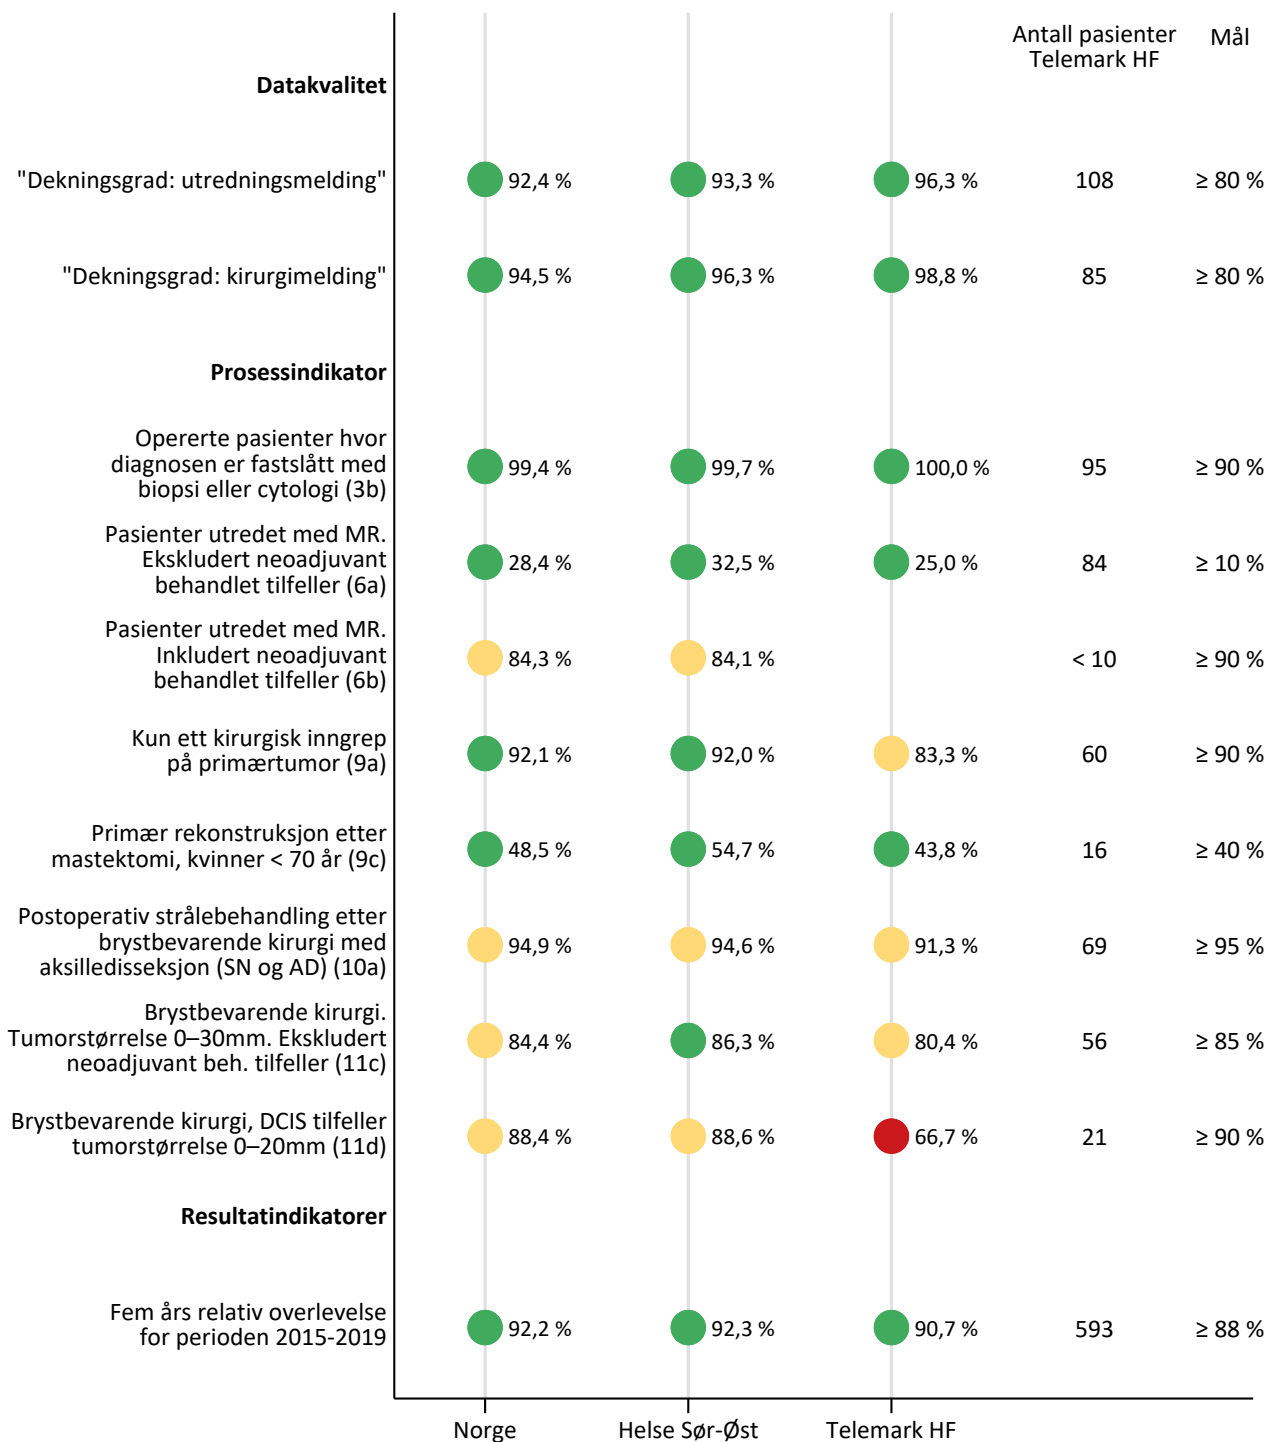 Antall pasienter
Telemark HF
Mål
Datakvalitet
"Dekningsgrad: utredningsmelding"
92,4 %
93,3 %
96,3 %
108
≥ 80 %
"Dekningsgrad: kirurgimelding"
94,5 %
96,3 %
98,8 %
85
≥ 80 %
Prosessindikator
Opererte pasienter hvor
diagnosen er fastslått med
biopsi eller cytologi (3b)
99,4 %
99,7 %
100,0 %
95
≥ 90 %
Pasienter utredet med MR.
Ekskludert neoadjuvant
behandlet tilfeller (6a)
28,4 %
32,5 %
25,0 %
84
≥ 10 %
Pasienter utredet med MR.
Inkludert neoadjuvant
behandlet tilfeller (6b)
84,3 %
84,1 %
< 10
≥ 90 %
Kun ett kirurgisk inngrep
på primærtumor (9a)
92,1 %
92,0 %
83,3 %
60
≥ 90 %
Primær rekonstruksjon etter
mastektomi, kvinner < 70 år (9c)
48,5 %
54,7 %
43,8 %
16
≥ 40 %
Postoperativ strålebehandling etter
brystbevarende kirurgi med
aksilledisseksjon (SN og AD) (10a)
94,9 %
94,6 %
91,3 %
69
≥ 95 %
Brystbevarende kirurgi.
Tumorstørrelse 0–30mm. Ekskludert
neoadjuvant beh. tilfeller (11c)
84,4 %
86,3 %
80,4 %
56
≥ 85 %
Brystbevarende kirurgi, DCIS tilfeller
tumorstørrelse 0–20mm (11d)
88,4 %
88,6 %
66,7 %
21
≥ 90 %
Resultatindikatorer
Fem års relativ overlevelse
for perioden 2015-2019
92,2 %
92,3 %
90,7 %
593
≥ 88 %
Norge
Helse Sør-Øst
Telemark HF